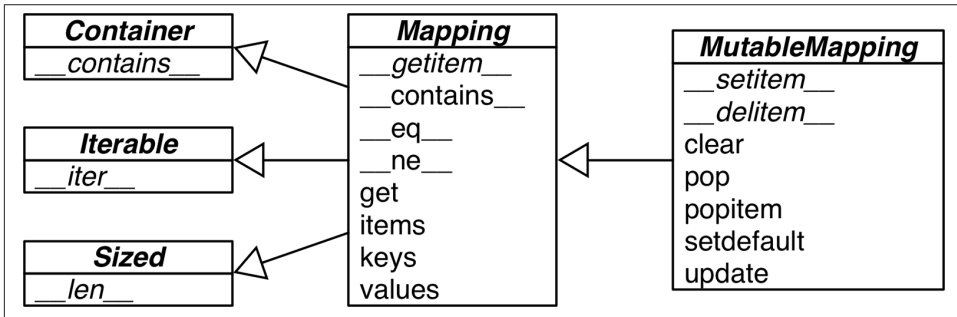 Container
__contains__
Iterable
__iter__
Sized
__len__
Mapping
__getitem__
__contains__
__eq__
__ne__
get
items
keys
values
MutableMapping
__setitem__
__delitem__
clear
pop
popitem
setdefault
update